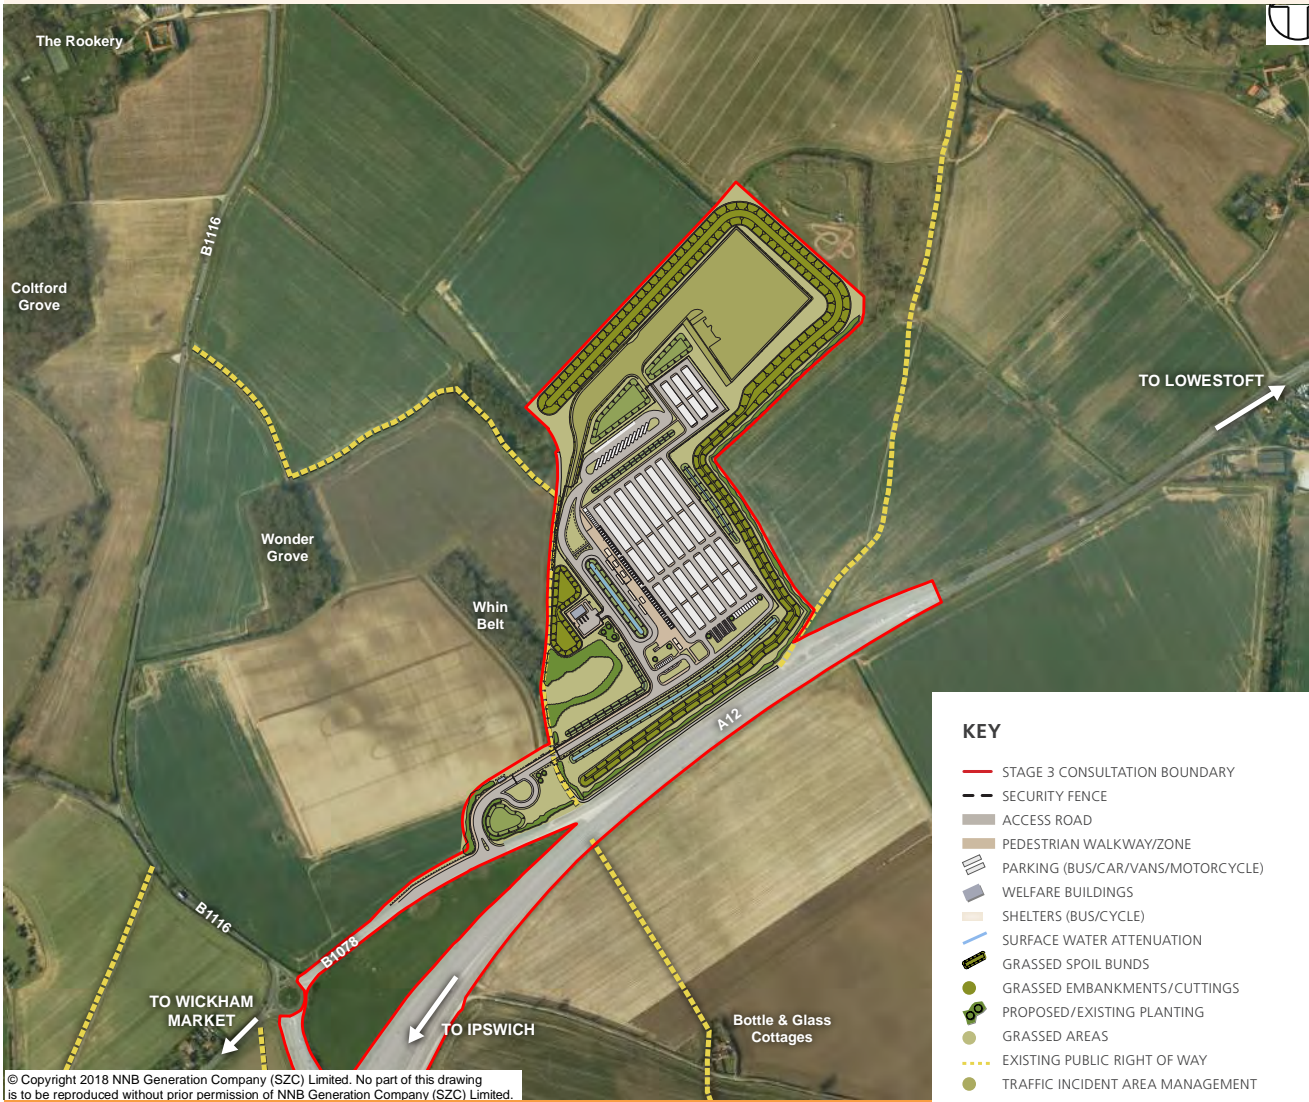 The Rookery
B1116
Coltford
Grove
TO LOWESTOFT
Wonder
Grove
Whin
Belt
A12
B1116
B1078
TO WICKHAM
MARKET
TO IPSWICH
Bottle & Glass
Cottages
KEY
STAGE 3 CONSULTATION BOUNDARY
SECURITY FENCE
ACCESS ROAD
PEDESTRIAN WALKWAY/ZONE
PARKING (BUS/CAR/VANS/MOTORCYCLE)
WELFARE BUILDINGS
SHELTERS (BUS/CYCLE)
SURFACE WATER ATTENUATION
GRASSED SPOIL BUNDS
GRASSED EMBANKMENTS/CUTTINGS
PROPOSED/EXISTING PLANTING
GRASSED AREAS
EXISTING PUBLIC RIGHT OF WAY
TRAFFIC INCIDENT AREA MANAGEMENT
© Copyright 2018 NNB Generation Company (SZC) Limited. No part of this drawing
is to be reproduced without prior permission of NNB Generation Company (SZC) Limited.